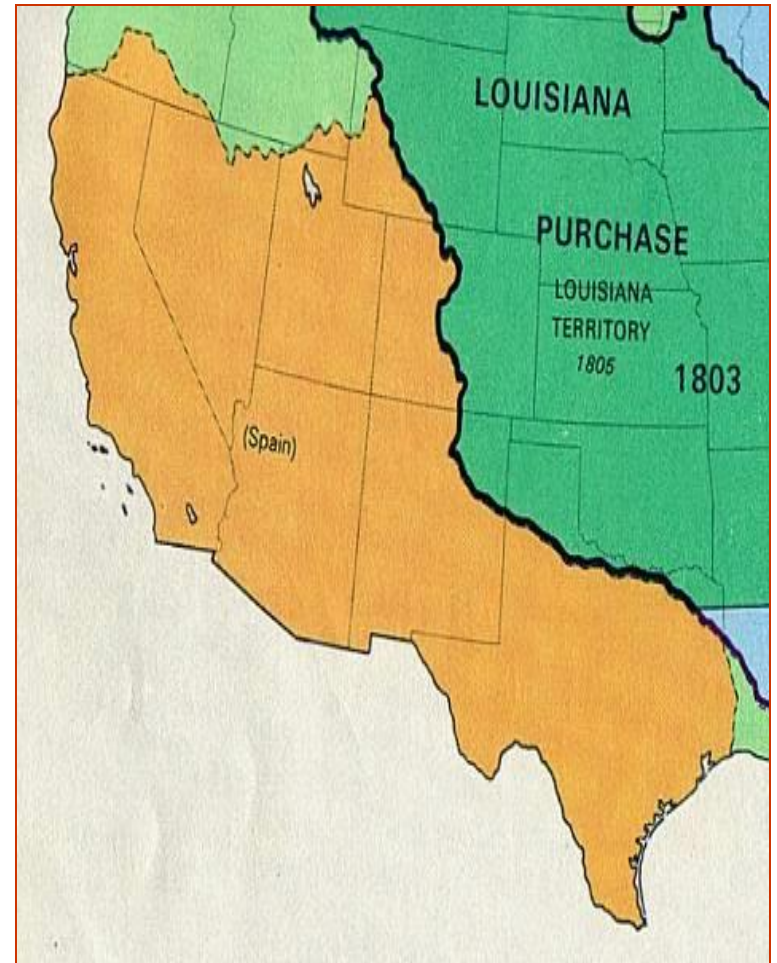 LOUISIANA
PURCHASE
LOUISIANA
TERRITORY
1805
1803
(Spain)